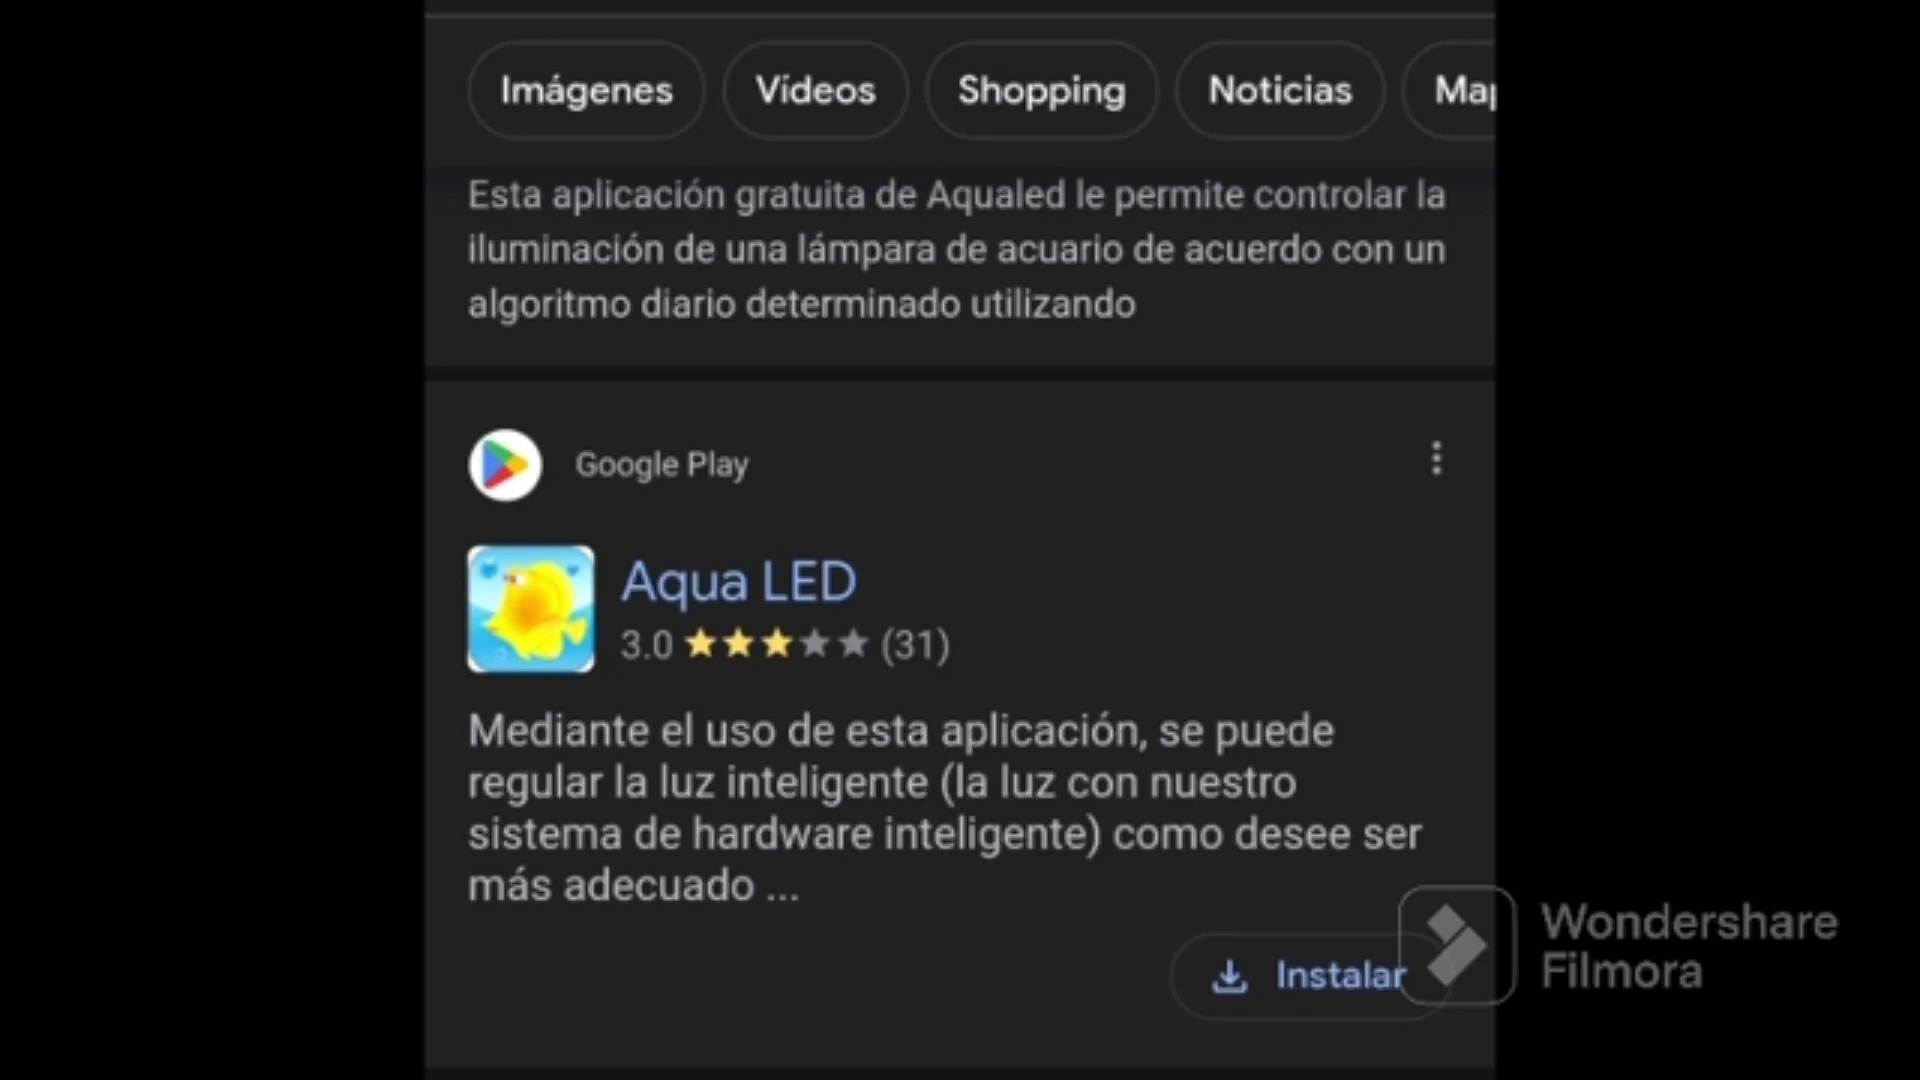 Imágenes
Vídeos
Shopping
Noticias
Esta aplicación gratuita de Aqualed le permite controlar la
iluminación de una lámpara de acuario de acuerdo con un
algoritmo diario determinado utilizando
Google Play
Aqua LED
3.0 (31)
Mediante el uso de esta aplicación, se puede
regular la luz inteligente (la luz con nuestro
sistema de hardware inteligente) como desee ser
más adecuado ...
Instalar
Wondershare
Filmora